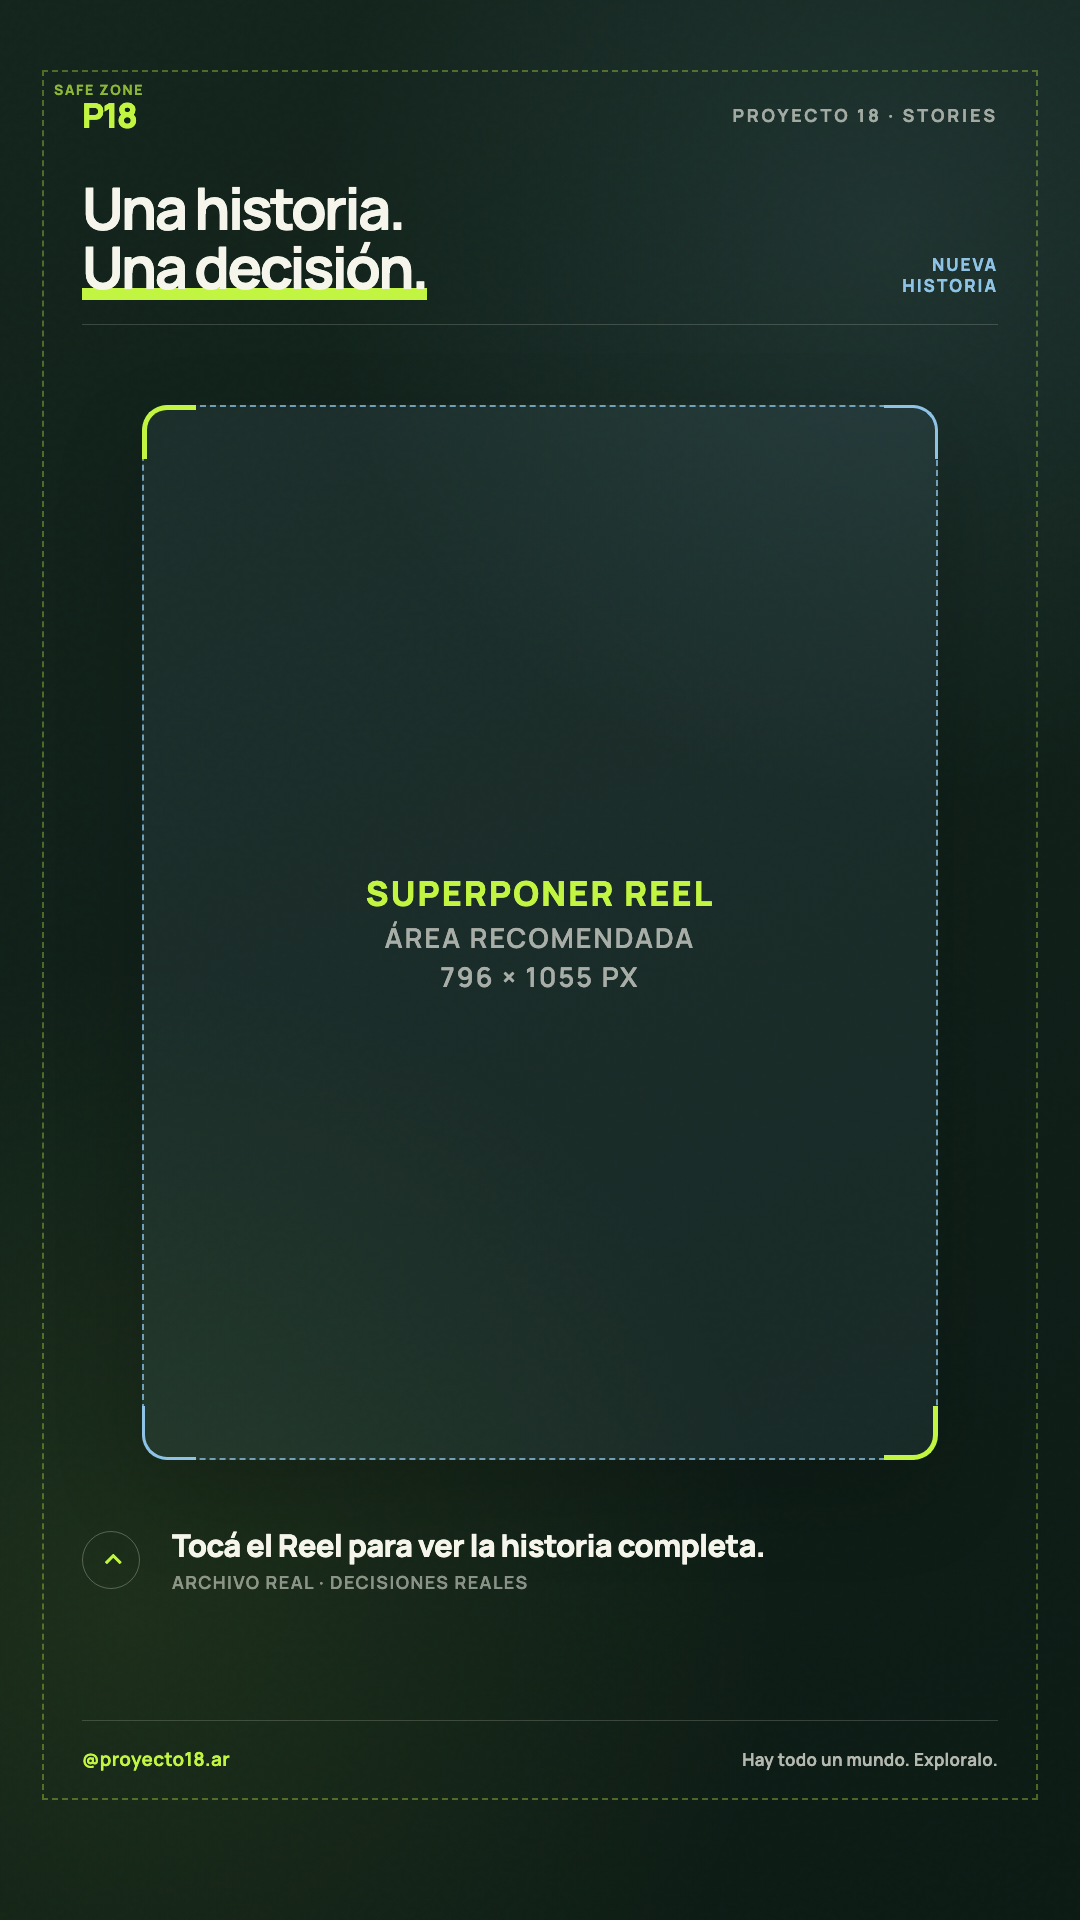 SAFE ZONE
P18
PROYECTO 18 · STORIES
Una historia.
Una decisión.
NUEVA
HISTORIA
SUPERPONER REEL
ÁREA RECOMENDADA
796 × 1055 PX
Tocá el Reel para ver la historia completa.
ARCHIVO REAL · DECISIONES REALES
@proyecto18.ar
Hay todo un mundo. Exploralo.